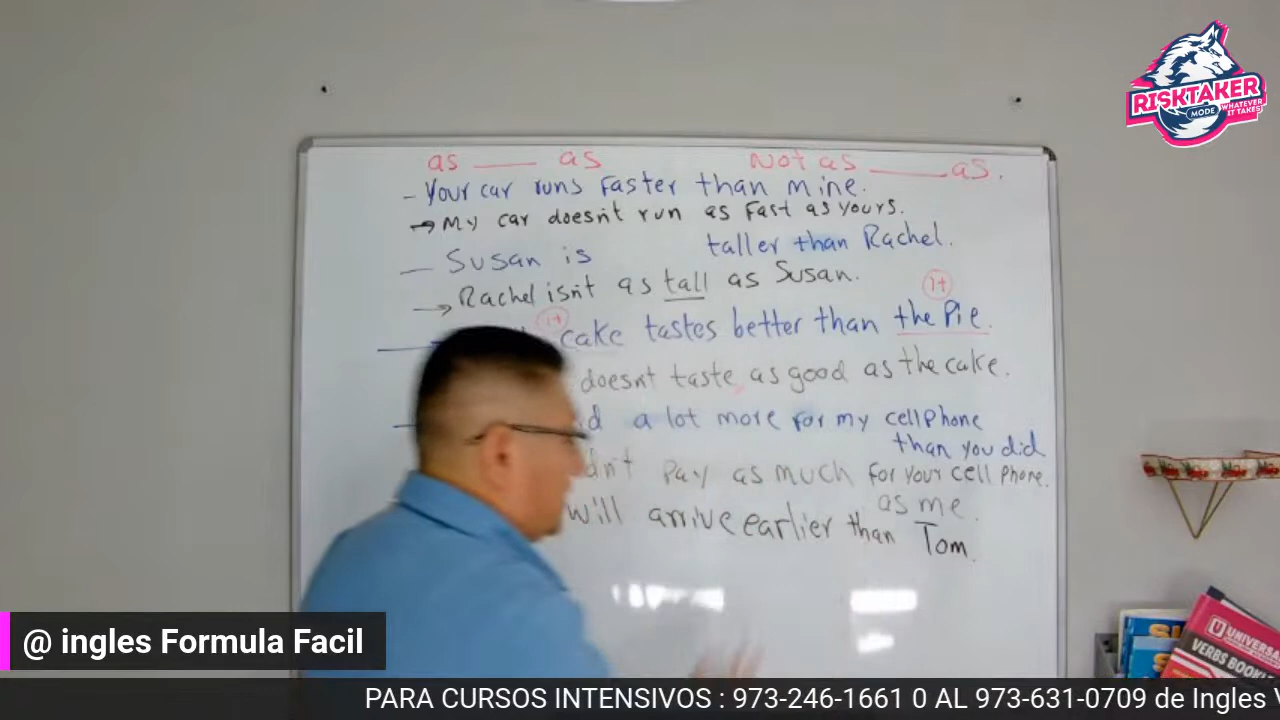 as ____ as
Not as ____ as.
- Your car runs faster than mine.
→ My car doesn't run as fast as yours.
— Susan is taller than Rachel.
→ Rachel isn't as tall as Susan.
It
It
cake tastes better than the Pie.
doesnt taste as good as the cake.
a lot more for my cellphone
than you did
Pay as much for your cell phone.
as me.
will arrive earlier than Tom.
RISKTAKER
MODE
WHATEVER
IT TAKES!
UNIVERSA
VERBS BOOK
@ ingles Formula Facil
PARA CURSOS INTENSIVOS : 973-246-1661 0 AL 973-631-0709 de Ingles V